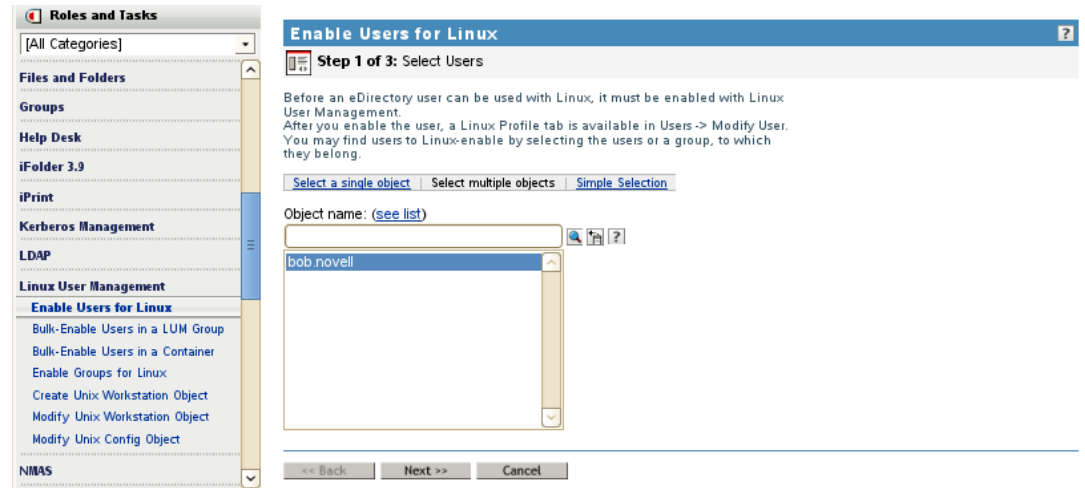 Roles and Tasks
[All Categories]
Files and Folders
Groups
Help Desk
iFolder 3.9
iPrint
Kerberos Management
LDAP
Linux User Management
Enable Users for Linux
Bulk-Enable Users in a LUM Group
Bulk-Enable Users in a Container
Enable Groups for Linux
Create Unix Workstation Object
Modify Unix Workstation Object
Modify Unix Config Object
NMAS
Enable Users for Linux ?
Step 1 of 3: Select Users
Before an eDirectory user can be used with Linux, it must be enabled with Linux
User Management.
After you enable the user, a Linux Profile tab is available in Users -> Modify User.
You may find users to Linux-enable by selecting the users or a group, to which
they belong.
Select a single object | Select multiple objects | Simple Selection
Object name: (see list)
?
bob.novell
<< Back Next >> Cancel